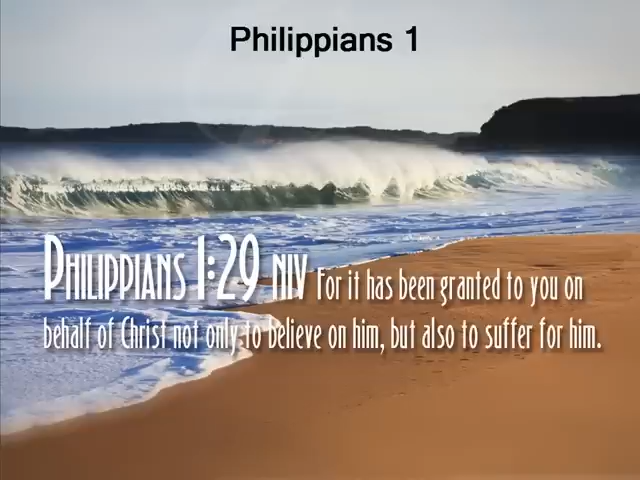 Philippians 1
Philippians 1:29 NIV For it has been granted to you on
behalf of Christ not only to believe on him, but also to suffer for him.